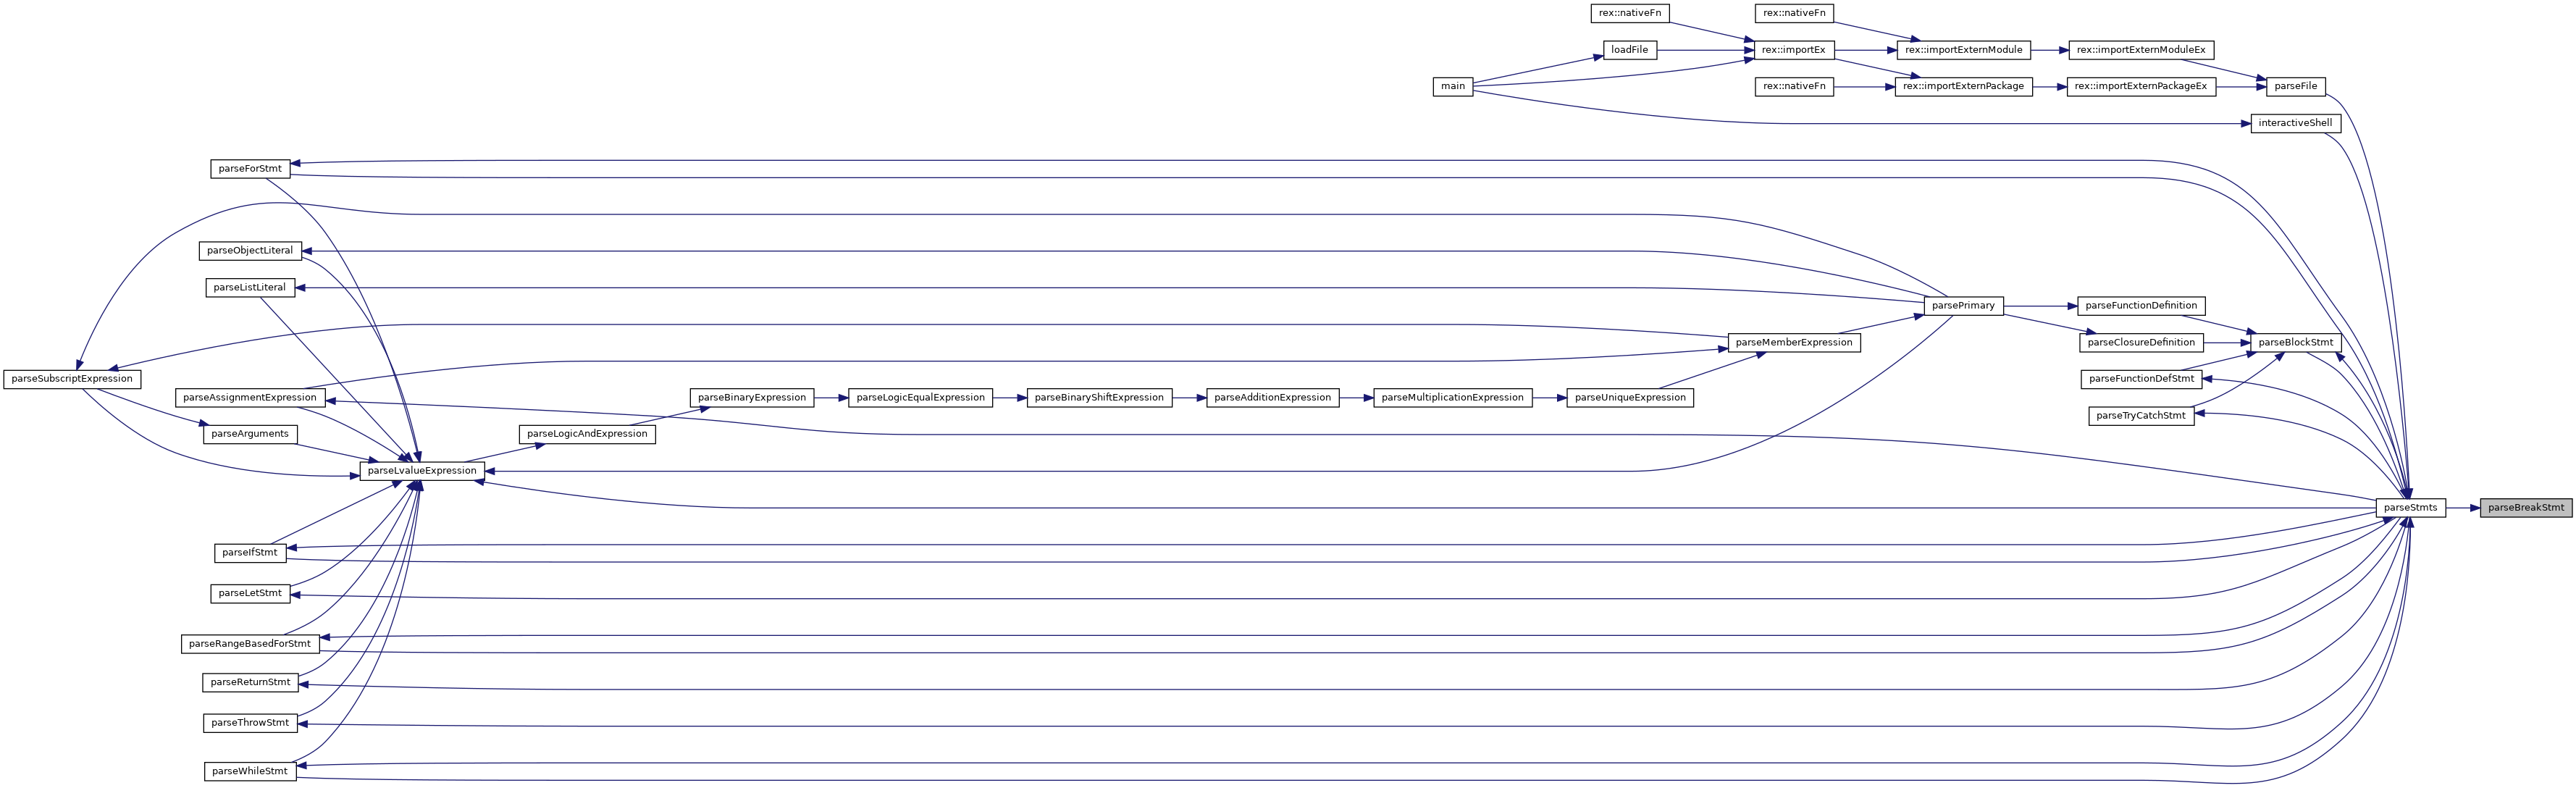 rex::nativeFn
rex::nativeFn
loadFile
rex::importEx
rex::importExternModule
rex::importExternModuleEx
main
rex::nativeFn
rex::importExternPackage
rex::importExternPackageEx
parseFile
interactiveShell
parseForStmt
parseObjectLiteral
parseListLiteral
parsePrimary
parseFunctionDefinition
parseMemberExpression
parseClosureDefinition
parseBlockStmt
parseSubscriptExpression
parseFunctionDefStmt
parseAssignmentExpression
parseBinaryExpression
parseLogicEqualExpression
parseBinaryShiftExpression
parseAdditionExpression
parseMultiplicationExpression
parseUniqueExpression
parseTryCatchStmt
parseArguments
parseLogicAndExpression
parseLvalueExpression
parseStmts
parseBreakStmt
parseIfStmt
parseLetStmt
parseRangeBasedForStmt
parseReturnStmt
parseThrowStmt
parseWhileStmt